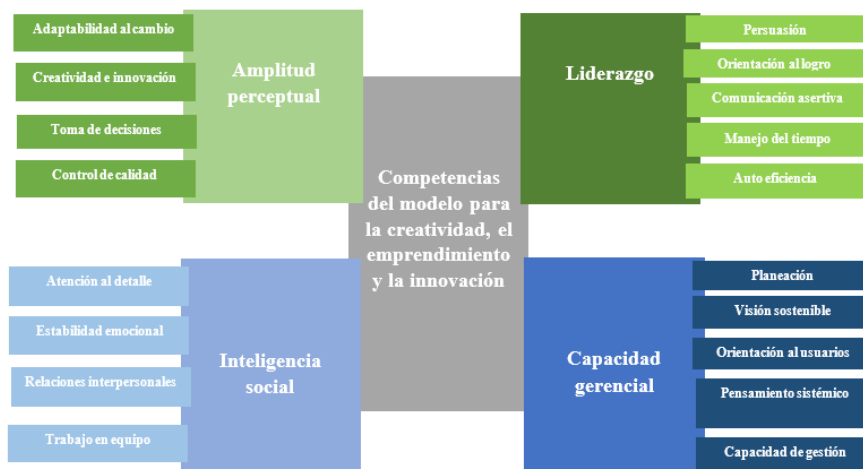 Adaptabilidad al cambio
Creatividad e innovación
Toma de decisiones
Control de calidad
Amplitud
perceptual
Liderazgo
Persuasión
Orientación al logro
Comunicación asertiva
Manejo del tiempo
Auto eficiencia
Competencias
del modelo para
la creatividad, el
emprendimiento
y la innovación
Atención al detalle
Estabilidad emocional
Relaciones interpersonales
Trabajo en equipo
Inteligencia
social
Capacidad
gerencial
Planeación
Visión sostenible
Orientación al usuarios
Pensamiento sistémico
Capacidad de gestión